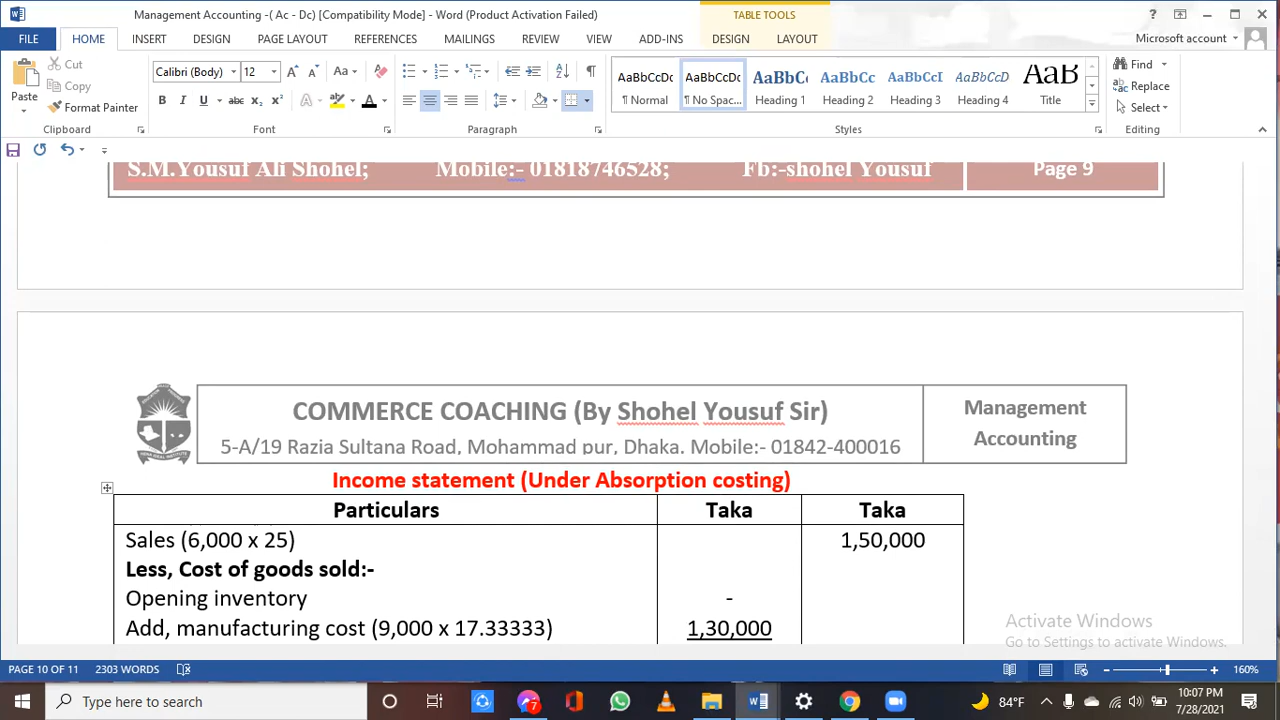 Management Accounting -( Ac - Dc) [Compatibility Mode] - Word (Product Activation Failed)
TABLE TOOLS
FILE HOME INSERT DESIGN PAGE LAYOUT REFERENCES MAILINGS REVIEW VIEW ADD-INS DESIGN LAYOUT
Microsoft account
Paste
Cut
Copy
Format Painter
Clipboard
Calibri (Body) 12
Font
Paragraph
AaBbCcDc AaBbCcDc AaBbC AaBbCc AaBbCcI AaBbCcD AaB
¶ Normal ¶ No Spac... Heading Heading 2 Heading 3 Heading 4 Title
Styles
Find
Replace
Select
Editing
S.M.Yousuf Ali Shohel; Mobile:- 01818746528; Fb:-shohel Yousuf Page 9
COMMERCE COACHING (By Shohel Yousuf Sir)
5-A/19 Razia Sultana Road, Mohammad pur, Dhaka. Mobile:- 01842-400016
Management
Accounting
Income statement (Under Absorption costing)
Particulars Taka Taka
Sales (6,000 x 25) 1,50,000
Less, Cost of goods sold:-
Opening inventory -
Add, manufacturing cost (9,000 x 17.33333) 1,30,000
Activate Windows
Go to Settings to activate Windows.
PAGE 10 OF 11 2303 WORDS 160%
Type here to search
7
84°F
10:07 PM
7/28/2021